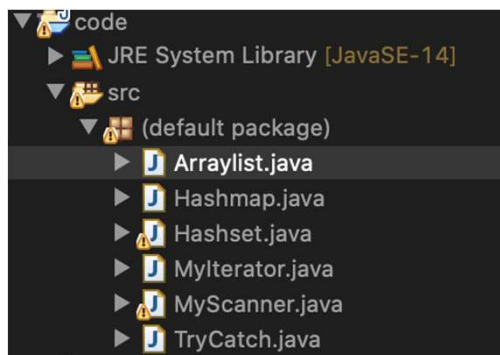 code
JRE System Library [JavaSE-14]
src
(default package)
Arraylist.java
Hashmap.java
Hashset.java
MyIterator.java
MyScanner.java
TryCatch.java